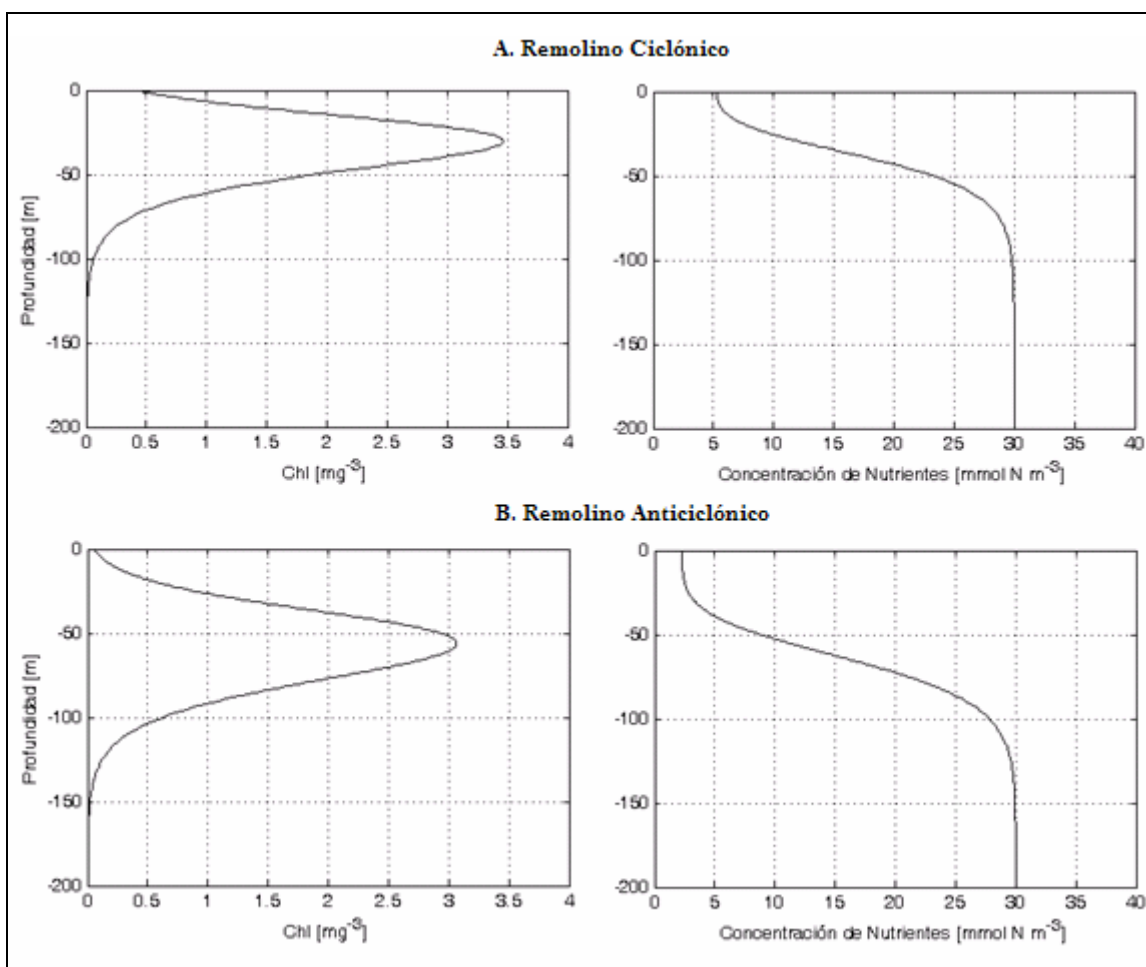 A. Remolino Ciclónico
0
-50
-100
-150
-200
Profundidad [m]
0 0.5 1 1.5 2 2.5 3 3.5 4
Chl [mg⁻³]
0
-50
-100
-150
-200
0 5 10 15 20 25 30 35 40
Concentración de Nutrientes [mmol N m⁻³]
B. Remolino Anticiclónico
0
-50
-100
-150
-200
Profundidad [m]
0 0.5 1 1.5 2 2.5 3 3.5 4
Chl [mg⁻³]
0
-50
-100
-150
-200
0 5 10 15 20 25 30 35 40
Concentración de Nutrientes [mmol N m⁻³]